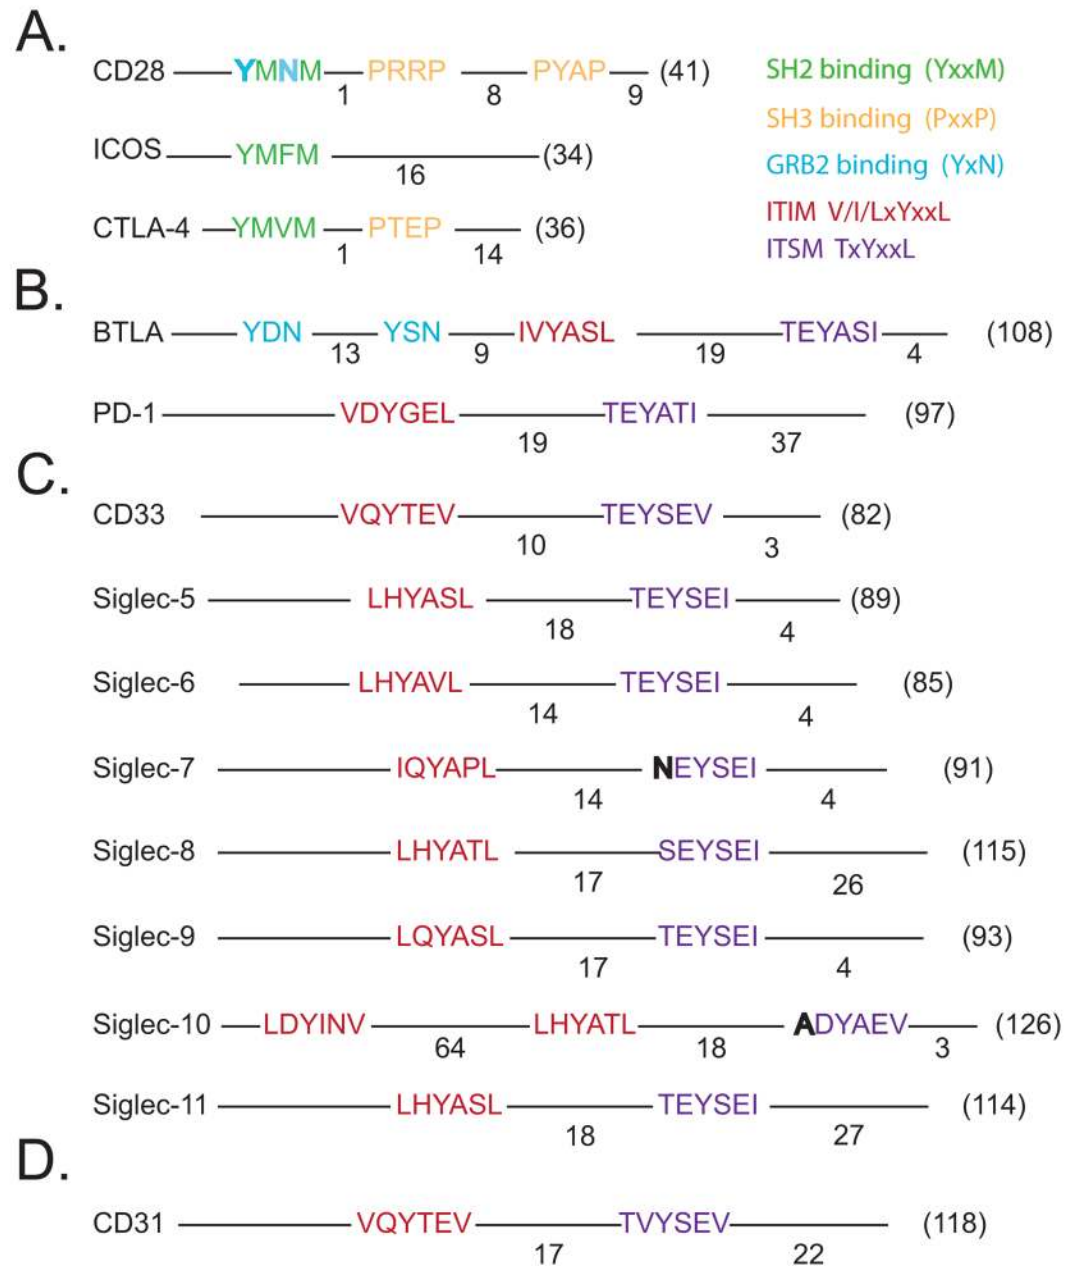 A.
CD28 YMNM PRRP PYAP (41) SH2 binding (YxxM)
1 8 9
SH3 binding (PxxP)
ICOS YMFM (34) GRB2 binding (YxN)
16
ITIM V/I/LxYxxL
CTLA-4 YMVM PTEP (36)
1 14 ITSM TxYxxL
B.
BTLA YDN YSN IVYASL TEYASI (108)
13 9 19 4
PD-1 VDYGEL TEYATI (97)
19 37
C.
CD33 VQYTEV TEYSEV (82)
10 3
Siglec-5 LHYASL TEYSEI (89)
18 4
Siglec-6 LHYAVL TEYSEI (85)
14 4
Siglec-7 IQYAPL NEYSEI (91)
14 4
Siglec-8 LHYATL SEYSEI (115)
17 26
Siglec-9 LQYASL TEYSEI (93)
17 4
Siglec-10 LDYINV LHYATL ADYAEV (126)
64 18 3
Siglec-11 LHYASL TEYSEI (114)
18 27
D.
CD31 VQYTEV TVYSEV (118)
17 22